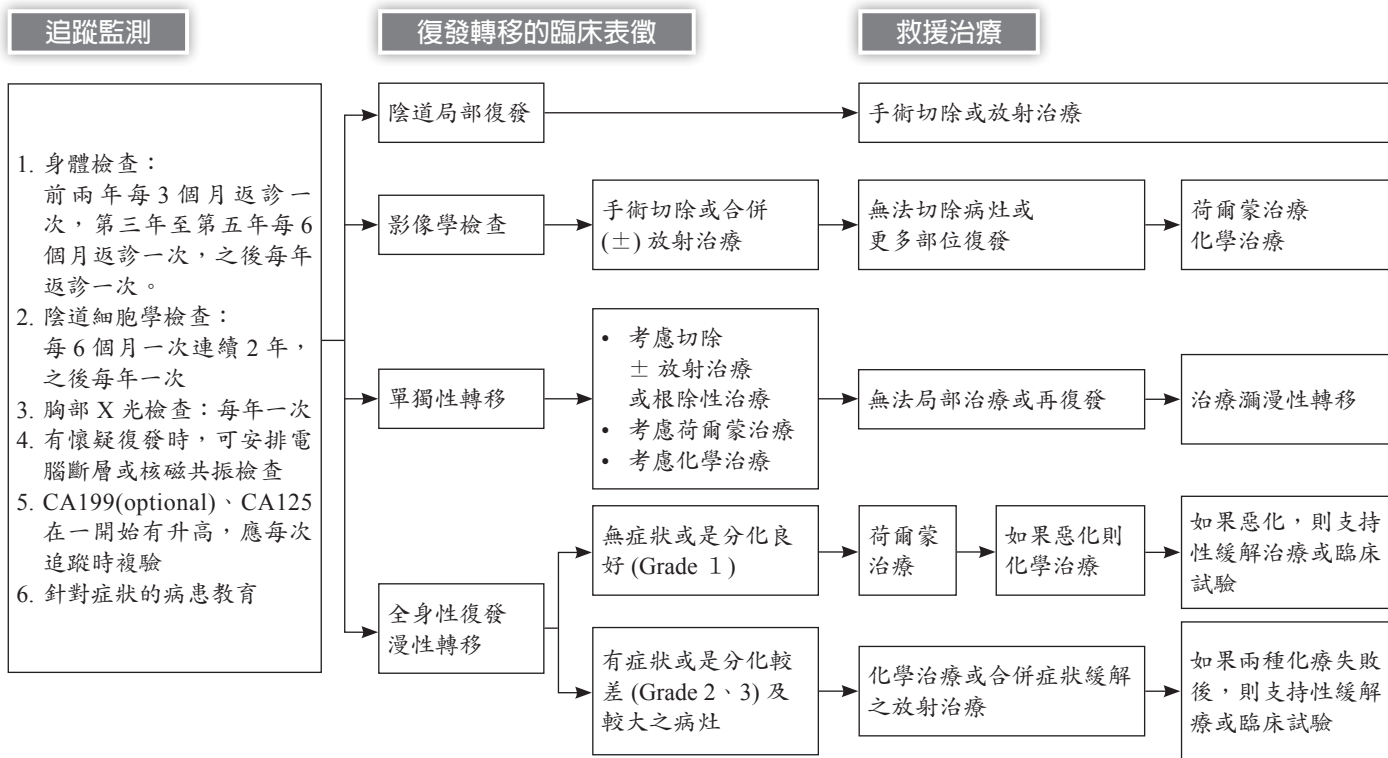 追蹤監測
復發轉移的臨床表徵
救援治療
1. 身體檢查：
前兩年每 3 個月返診一
次，第三年至第五年每 6
個月返診一次，之後每年
返診一次。
2. 陰道細胞學檢查：
每 6 個月一次連續 2 年，
之後每年一次
3. 胸部 X 光檢查：每年一次
4. 有懷疑復發時，可安排電
腦斷層或核磁共振檢查
5. CA199(optional)、CA125
在一開始有升高，應每次
追蹤時複驗
6. 針對症狀的病患教育
陰道局部復發
手術切除或放射治療
影像學檢查
手術切除或合併
(±) 放射治療
無法切除病灶或
更多部位復發
荷爾蒙治療
化學治療
單獨性轉移
• 考慮切除
± 放射治療
或根除性治療
• 考慮荷爾蒙治療
• 考慮化學治療
無法局部治療或再復發
治療瀰漫性轉移
全身性復發
漫性轉移
無症狀或是分化良
好 (Grade １)
荷爾蒙
治療
如果惡化則
化學治療
如果惡化，則支持
性緩解治療或臨床
試驗
有症狀或是分化較
差 (Grade 2、3) 及
較大之病灶
化學治療或合併症狀緩解
之放射治療
如果兩種化療失敗
後，則支持性緩解
療或臨床試驗